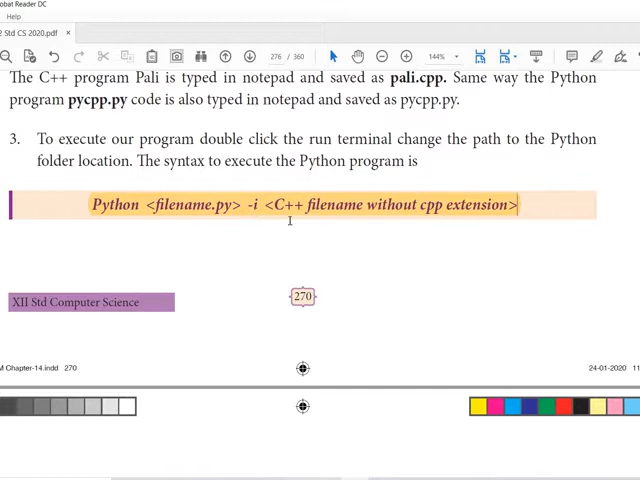 obat Reader DC
Help
2 Std CS 2020.pdf ×
276 / 360
144%
The C++ program Pali is typed in notepad and saved as pali.cpp. Same way the Python
program pycpp.py code is also typed in notepad and saved as pycpp.py.
3. To execute our program double click the run terminal change the path to the Python
folder location. The syntax to execute the Python program is
Python <filename.py> -i <C++ filename without cpp extension>
270
XII Std Computer Science
M Chapter-14.indd 270
24-01-2020 11